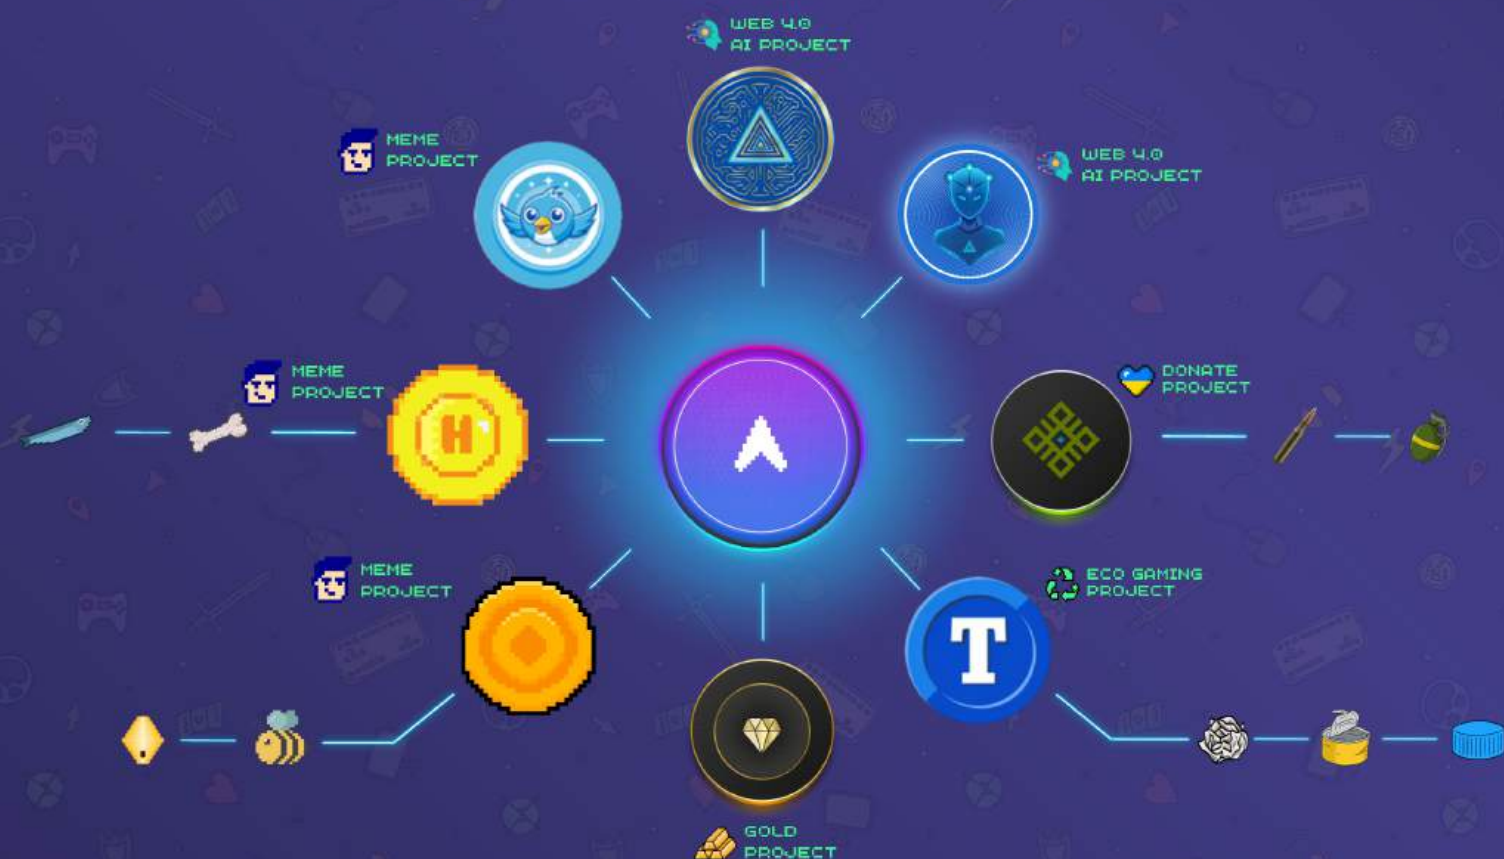 WEB 4.0
AI PROJECT
MEME
PROJECT
WEB 4.0
AI PROJECT
MEME
PROJECT
H
DONATE
PROJECT
MEME
PROJECT
T
ECO GAMING
PROJECT
GOLD
PROJECT